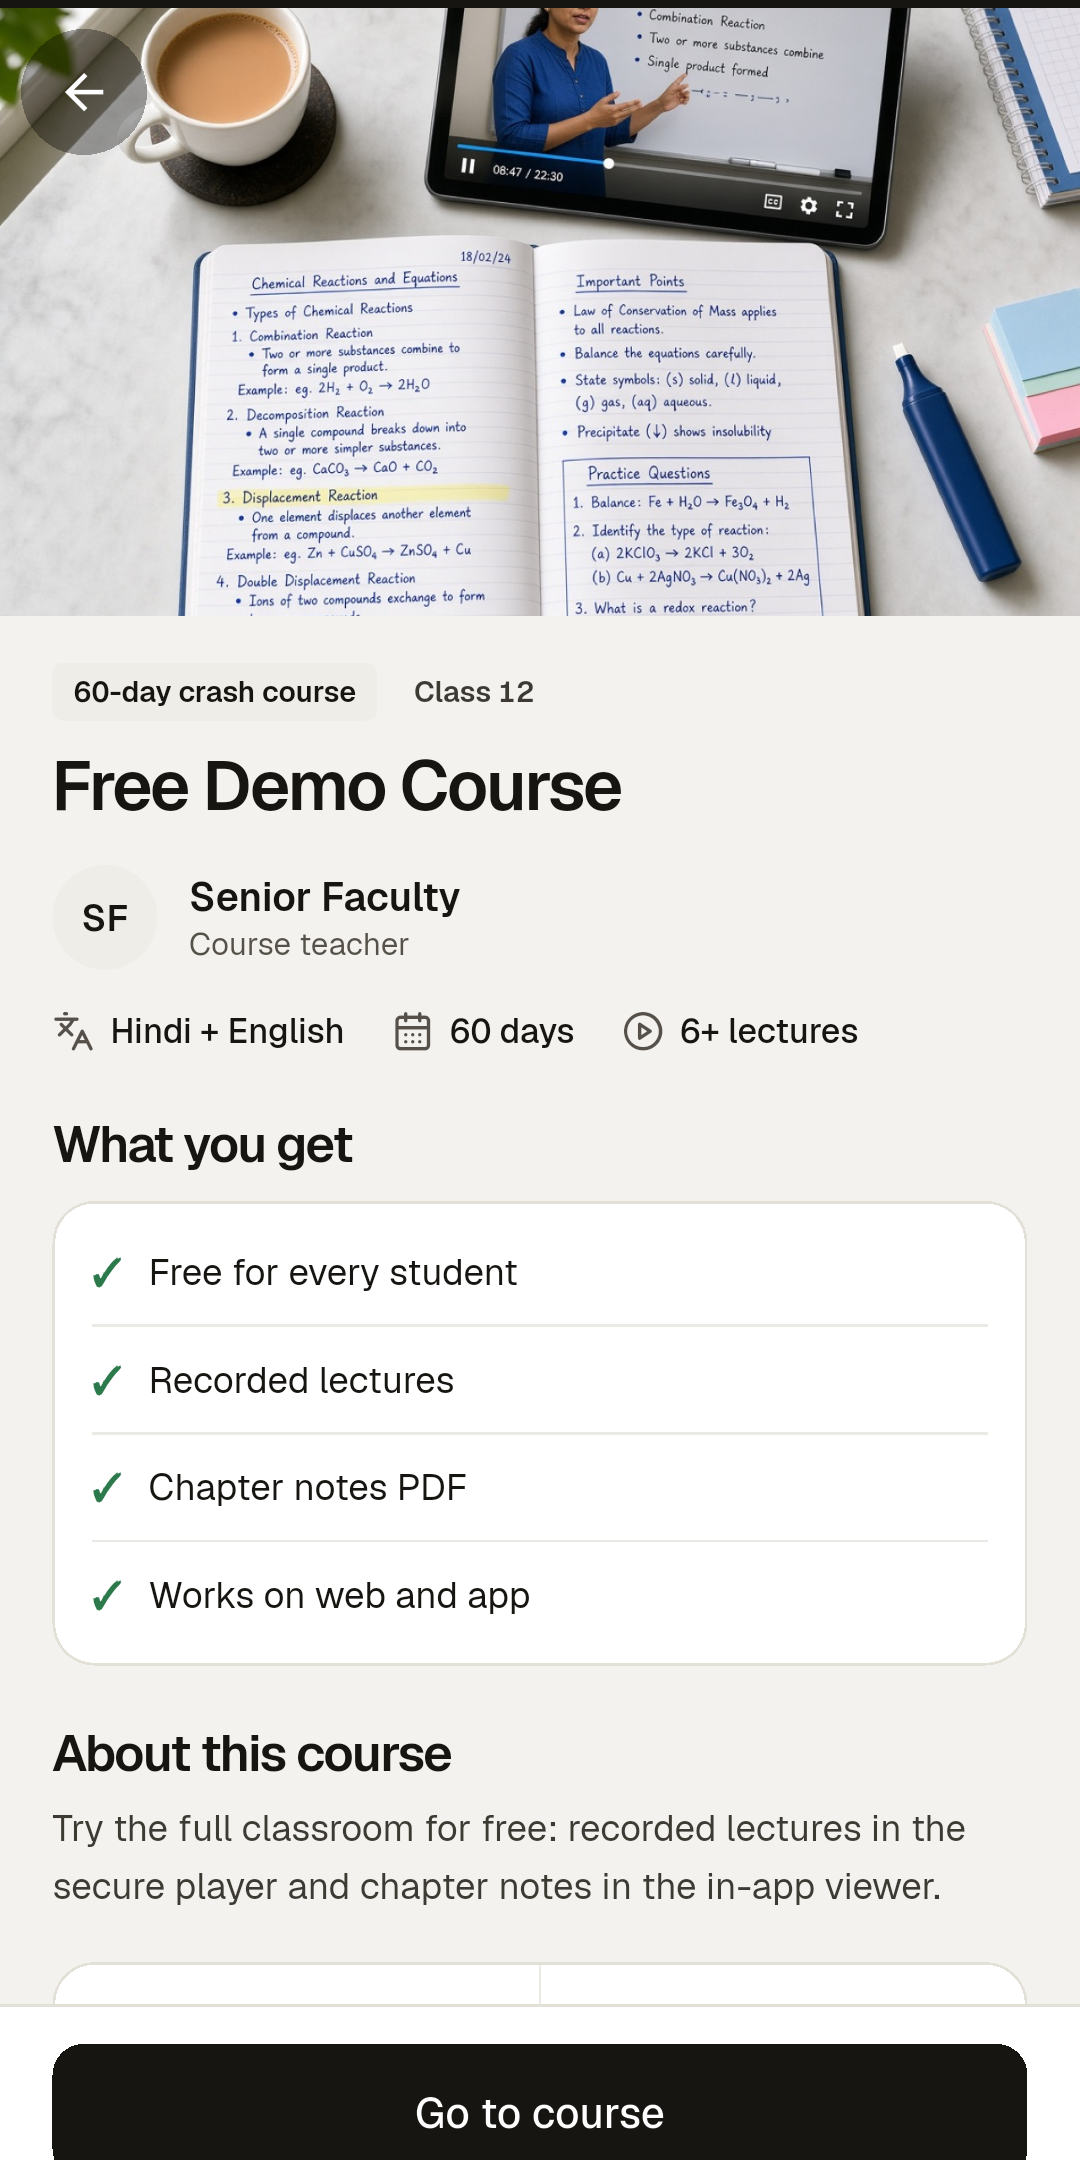 Combination Reaction
Two or more substances combine
Single product formed
08:47 / 22:30
CC
18/02/24
Chemical Reactions and Equations
• Types of Chemical Reactions
1. Combination Reaction
• Two or more substances combine to
form a single product.
Example: eg. 2H₂ + O₂ → 2H₂O
2. Decomposition Reaction
• A single compound breaks down into
two or more simpler substances.
Example: eg. CaCO₃ → CaO + CO₂
3. Displacement Reaction
• One element displaces another element
from a compound.
Example: eg. Zn + CuSO₄ → ZnSO₄ + Cu
4. Double Displacement Reaction
• Ions of two compounds exchange to form
Important Points
• Law of Conservation of Mass applies
to all reactions.
• Balance the equations carefully.
• State symbols: (s) solid, (l) liquid,
(g) gas, (aq) aqueous.
• Precipitate (↓) shows insolubility
Practice Questions
1. Balance: Fe + H₂O → Fe₃O₄ + H₂
2. Identify the type of reaction:
(a) 2KClO₃ → 2KCl + 3O₂
(b) Cu + 2AgNO₃ → Cu(NO₃)₂ + 2Ag
3. What is a redox reaction?
60-day crash course
Class 12
Free Demo Course
SF
Senior Faculty
Course teacher
Hindi + English
60 days
6+ lectures
What you get
✓ Free for every student
✓ Recorded lectures
✓ Chapter notes PDF
✓ Works on web and app
About this course
Try the full classroom for free: recorded lectures in the
secure player and chapter notes in the in-app viewer.
Go to course